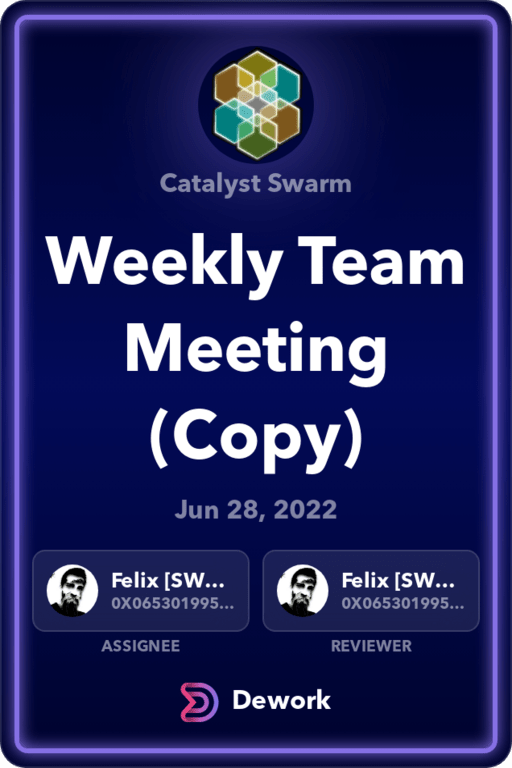 Catalyst Swarm
Weekly Team
Meeting
(Copy)
Jun 28, 2022
Felix [SW...
0X065301995...
ASSIGNEE
Felix [SW...
0X065301995...
REVIEWER
Dework